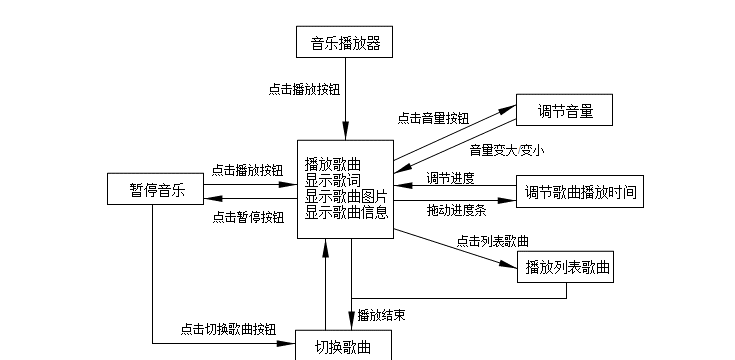 音乐播放器
点击播放按钮
调节音量
点击音量按钮
音量变大/变小
播放歌曲
显示歌词
显示歌曲图片
显示歌曲信息
点击播放按钮
暂停音乐
点击暂停按钮
调节进度
调节歌曲播放时间
拖动进度条
点击列表歌曲
播放列表歌曲
播放结束
点击切换歌曲按钮
切换歌曲